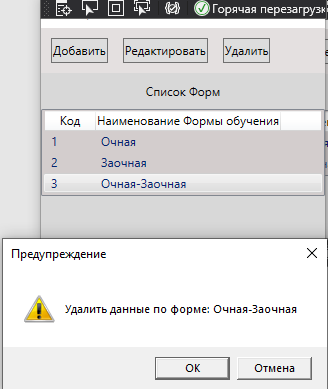 Горячая перезагрузк
Добавить Редактировать Удалить
Список Форм
Код Наименование Формы обучения
1 Очная
2 Заочная
3 Очная-Заочная
Предупреждение
Удалить данные по форме: Очная-Заочная
ОК Отмена